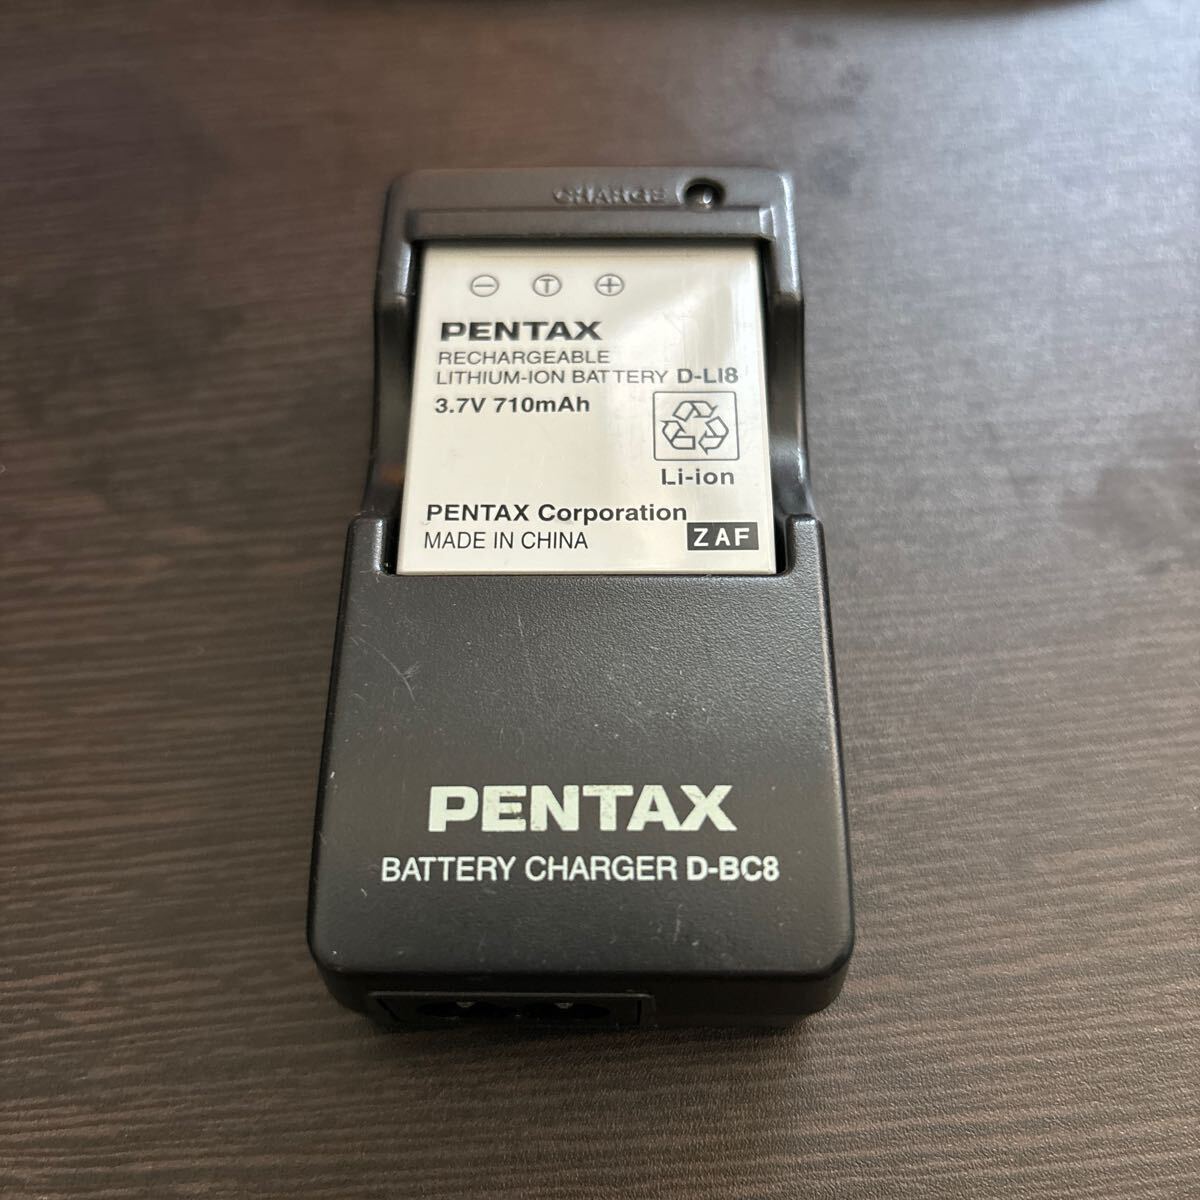 CHARGE
− T +
PENTAX
RECHARGEABLE
LITHIUM-ION BATTERY D-LI8
3.7V 710mAh
Li-ion
PENTAX Corporation
MADE IN CHINA ZAF
PENTAX
BATTERY CHARGER D-BC8